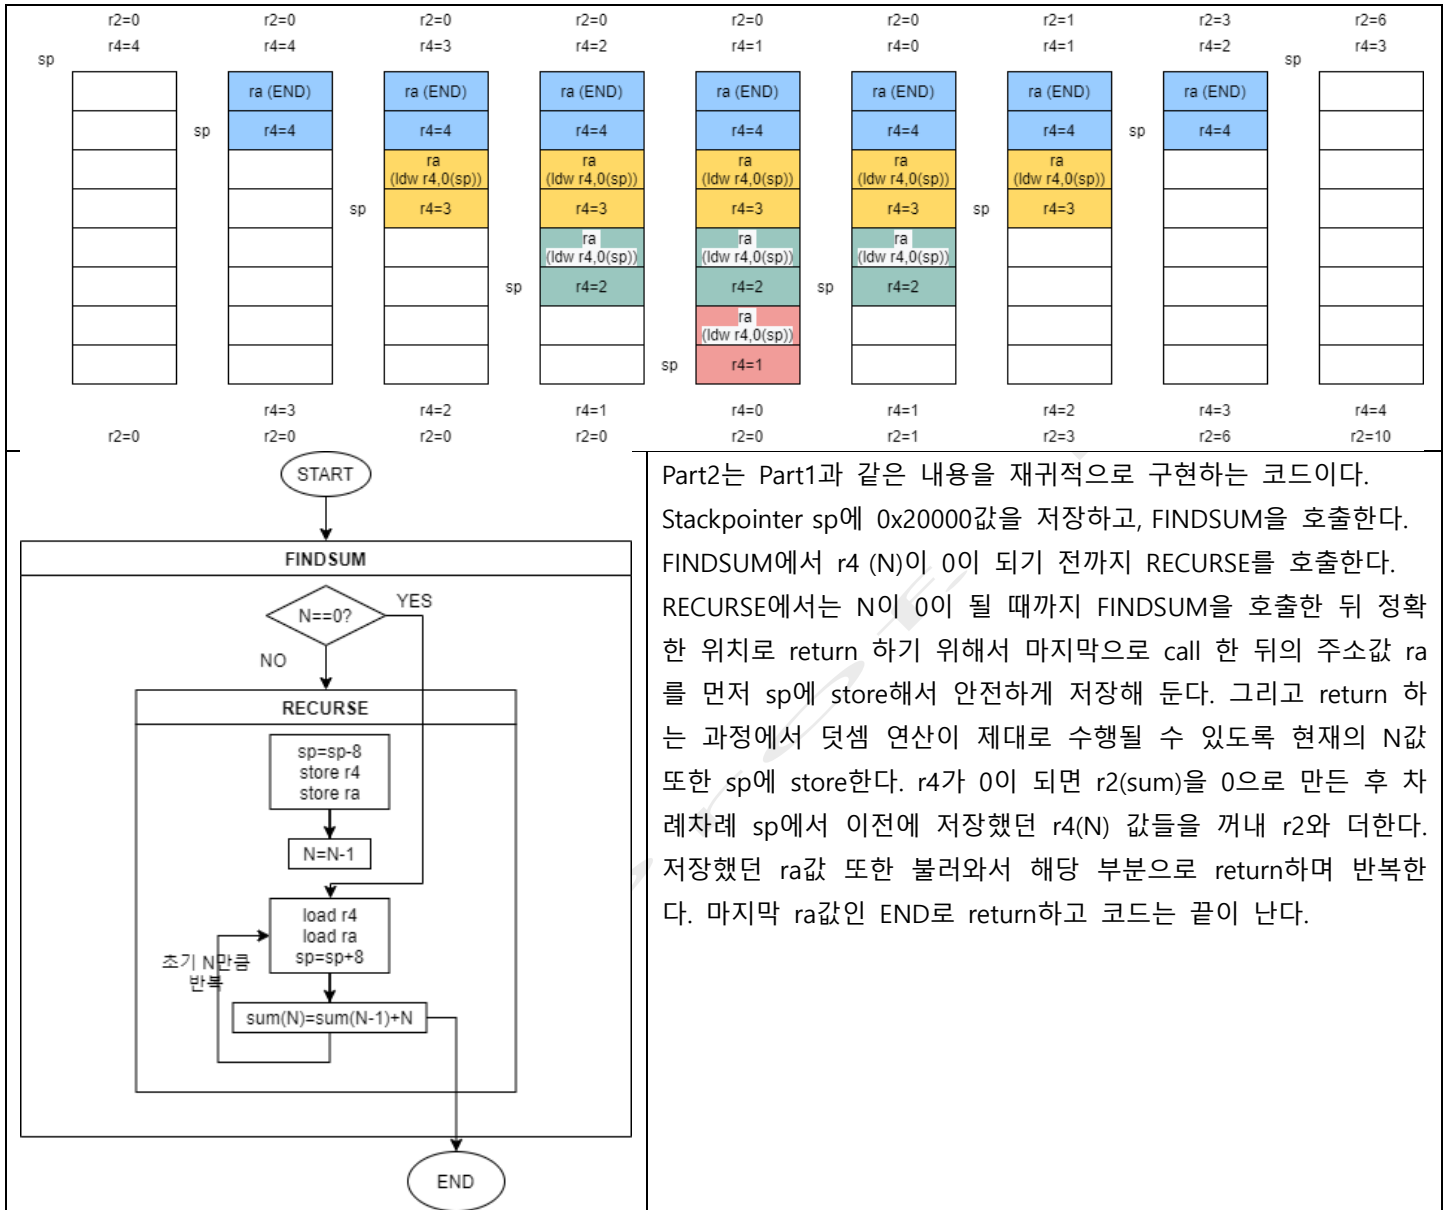 r2=0 r2=0 r2=0 r2=0 r2=0 r2=0 r2=1 r2=3 r2=6
r4=4 r4=4 r4=3 r4=2 r4=1 r4=0 r4=1 r4=2 r4=3
sp sp
ra (END) ra (END) ra (END) ra (END) ra (END) ra (END) ra (END)
sp r4=4 r4=4 r4=4 r4=4 r4=4 r4=4 sp r4=4
ra ra ra ra ra
(ldw r4,0(sp)) (ldw r4,0(sp)) (ldw r4,0(sp)) (ldw r4,0(sp)) (ldw r4,0(sp))
sp r4=3 r4=3 r4=3 r4=3 sp r4=3
ra ra ra
(ldw r4,0(sp)) (ldw r4,0(sp)) (ldw r4,0(sp))
sp r4=2 r4=2 sp r4=2
ra
(ldw r4,0(sp))
sp r4=1
r4=3 r4=2 r4=1 r4=0 r4=1 r4=2 r4=3 r4=4
r2=0 r2=0 r2=0 r2=0 r2=0 r2=1 r2=3 r2=6 r2=10
START
FINDSUM
N==0?
YES
NO
RECURSE
sp=sp-8
store r4
store ra
N=N-1
load r4
load ra
sp=sp+8
초기 N만큼
반복
sum(N)=sum(N-1)+N
END
Part2는 Part1과 같은 내용을 재귀적으로 구현하는 코드이다.
Stackpointer sp에 0x20000값을 저장하고, FINDSUM을 호출한다.
FINDSUM에서 r4 (N)이 0이 되기 전까지 RECURSE를 호출한다.
RECURSE에서는 N이 0이 될 때까지 FINDSUM을 호출한 뒤 정확
한 위치로 return 하기 위해서 마지막으로 call 한 뒤의 주소값 ra
를 먼저 sp에 store해서 안전하게 저장해 둔다. 그리고 return 하
는 과정에서 덧셈 연산이 제대로 수행될 수 있도록 현재의 N값
또한 sp에 store한다. r4가 0이 되면 r2(sum)을 0으로 만든 후 차
례차례 sp에서 이전에 저장했던 r4(N) 값들을 꺼내 r2와 더한다.
저장했던 ra값 또한 불러와서 해당 부분으로 return하며 반복한
다. 마지막 ra값인 END로 return하고 코드는 끝이 난다.